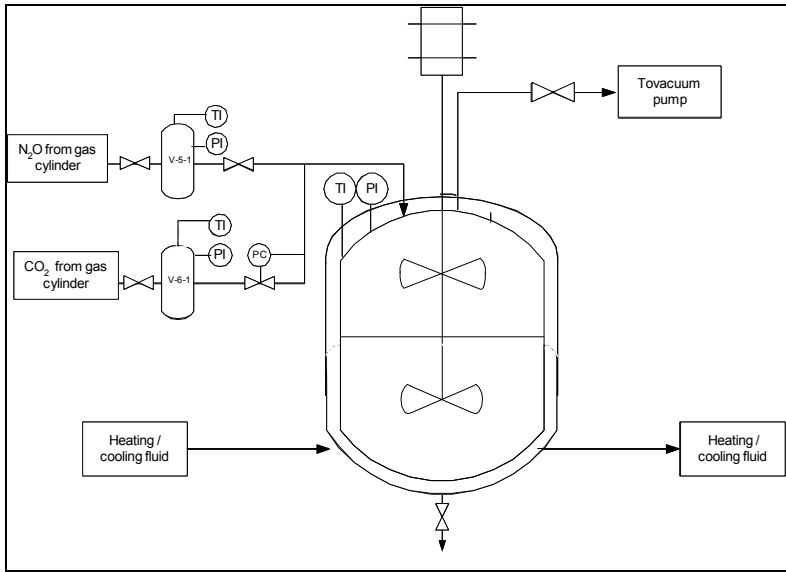 Tovacuum
pump
TI
N₂O from gas
cylinder
PI
V-5-1
TI
PI
TI
CO₂ from gas
cylinder
PI
PC
V-6-1
Heating /
cooling fluid
Heating /
cooling fluid